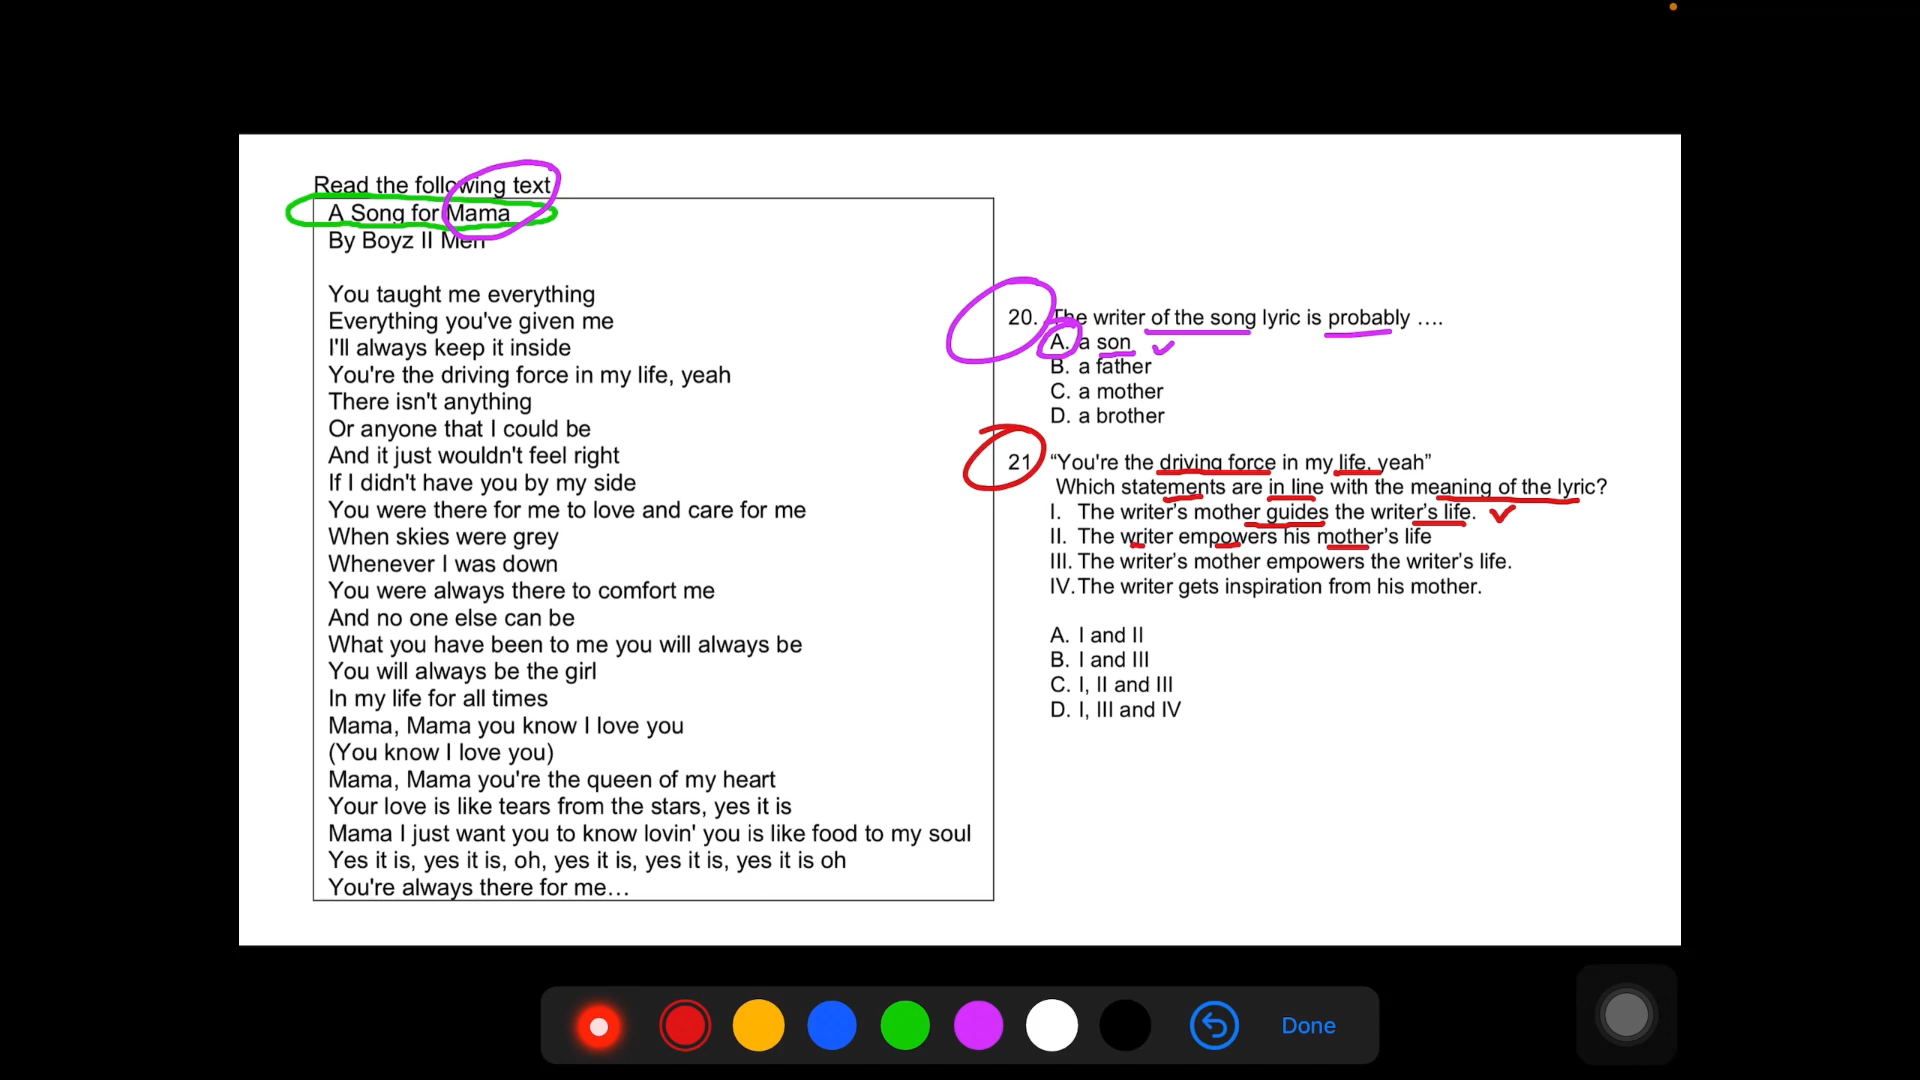 Read the following text
A Song for Mama
By Boyz II Men
You taught me everything
Everything you've given me
I'll always keep it inside
You're the driving force in my life, yeah
There isn't anything
Or anyone that I could be
And it just wouldn't feel right
If I didn't have you by my side
You were there for me to love and care for me
When skies were grey
Whenever I was down
You were always there to comfort me
And no one else can be
What you have been to me you will always be
You will always be the girl
In my life for all times
Mama, Mama you know I love you
(You know I love you)
Mama, Mama you're the queen of my heart
Your love is like tears from the stars, yes it is
Mama I just want you to know lovin' you is like food to my soul
Yes it is, yes it is, oh, yes it is, yes it is, yes it is oh
You're always there for me…
20. The writer of the song lyric is probably ….
A. a son
B. a father
C. a mother
D. a brother
21 “You're the driving force in my life, yeah”
Which statements are in line with the meaning of the lyric?
I. The writer’s mother guides the writer’s life.
II. The writer empowers his mother’s life
III. The writer’s mother empowers the writer’s life.
IV. The writer gets inspiration from his mother.
A. I and II
B. I and III
C. I, II and III
D. I, III and IV
Done